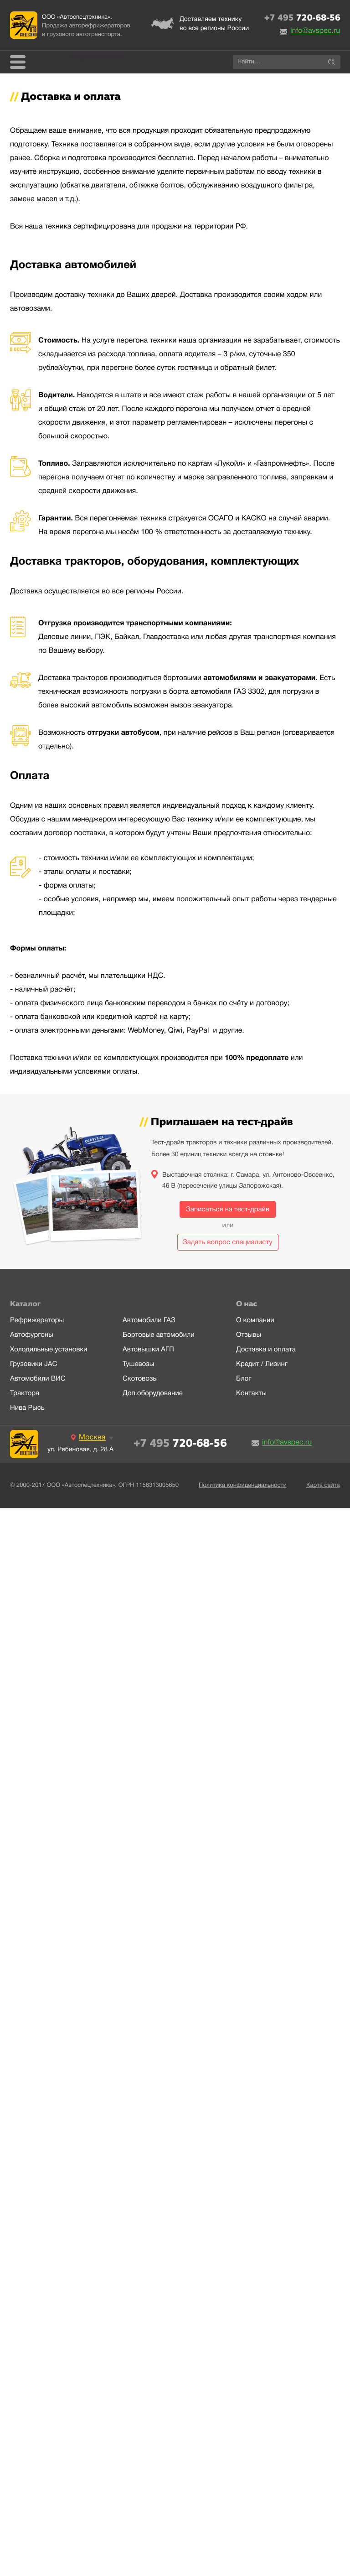 ООО «Автоспецтехника».
Продажа авторефрижераторов
и грузового автотранспорта.
Доставляем технику
во все регионы России
+7 495 720-68-56
info@avspec.ru
Найти...
// Доставка и оплата
Обращаем ваше внимание, что вся продукция проходит обязательную предпродажную
подготовку. Техника поставляется в собранном виде, если другие условия не были оговорены
ранее. Сборка и подготовка производится бесплатно. Перед началом работы – внимательно
изучите инструкцию, особенное внимание уделите первичным работам по вводу техники в
эксплуатацию (обкатке двигателя, обтяжке болтов, обслуживанию воздушного фильтра,
замене масел и т.д.).
Вся наша техника сертифицирована для продажи на территории РФ.
Доставка автомобилей
Производим доставку техники до Ваших дверей. Доставка производится своим ходом или
автовозами.
Стоимость. На услуге перегона техники наша организация не зарабатывает, стоимость
складывается из расхода топлива, оплата водителя – 3 р/км, суточные 350
рублей/сутки, при перегоне более суток гостиница и обратный билет.
Водители. Находятся в штате и все имеют стаж работы в нашей организации от 5 лет
и общий стаж от 20 лет. После каждого перегона мы получаем отчет о средней
скорости движения, и этот параметр регламентирован – исключены перегоны с
большой скоростью.
Топливо. Заправляются исключительно по картам «Лукойл» и «Газпромнефть». После
перегона получаем отчет по количеству и марке заправленного топлива, заправкам и
средней скорости движения.
Гарантии. Вся перегоняемая техника страхуется ОСАГО и КАСКО на случай аварии.
На время перегона мы несём 100 % ответственность за доставляемую технику.
Доставка тракторов, оборудования, комплектующих
Доставка осуществляется во все регионы России.
Отгрузка производится транспортными компаниями:
Деловые линии, ПЭК, Байкал, Главдоставка или любая другая транспортная компания
по Вашему выбору.
Доставка тракторов производиться бортовыми автомобилями и эвакуаторами. Есть
техническая возможность погрузки в борта автомобиля ГАЗ 3302, для погрузки в
более высокий автомобиль возможен вызов эвакуатора.
Возможность отгрузки автобусом, при наличие рейсов в Ваш регион (оговаривается
отдельно).
Оплата
Одним из наших основных правил является индивидуальный подход к каждому клиенту.
Обсудив с нашим менеджером интересующую Вас технику и/или ее комплектующие, мы
составим договор поставки, в котором будут учтены Ваши предпочтения относительно:
- стоимость техники и/или ее комплектующих и комплектации;
- этапы оплаты и поставки;
- форма оплаты;
- особые условия, например мы, имеем положительный опыт работы через тендерные
площадки;
Формы оплаты:
- безналичный расчёт, мы плательщики НДС.
- наличный расчёт;
- оплата физического лица банковским переводом в банках по счёту и договору;
- оплата банковской или кредитной картой на карту;
- оплата электронными деньгами: WebMoney, Qiwi, PayPal и другие.
Поставка техники и/или ее комплектующих производится при 100% предоплате или
индивидуальными условиями оплаты.
// Приглашаем на тест-драйв
Тест-драйв тракторов и техники различных производителей.
Более 30 единиц техники всегда на стоянке!
Выставочная стоянка: г. Самара, ул. Антоново-Овсеенко,
46 В (пересечение улицы Запорожская).
Записаться на тест-драйв
или
Задать вопрос специалисту
Каталог
Рефрижераторы
Автофургоны
Холодильные установки
Грузовики JAC
Автомобили ВИС
Трактора
Нива Рысь
Автомобили ГАЗ
Бортовые автомобили
Автовышки АГП
Тушевозы
Скотовозы
Доп.оборудование
О нас
О компании
Отзывы
Доставка и оплата
Кредит / Лизинг
Блог
Контакты
Москва
ул. Рябиновая, д. 28 А
+7 495 720-68-56
info@avspec.ru
© 2000-2017 ООО «Автоспецтехника». ОГРН 1156313005650
Политика конфиденциальности
Карта сайта